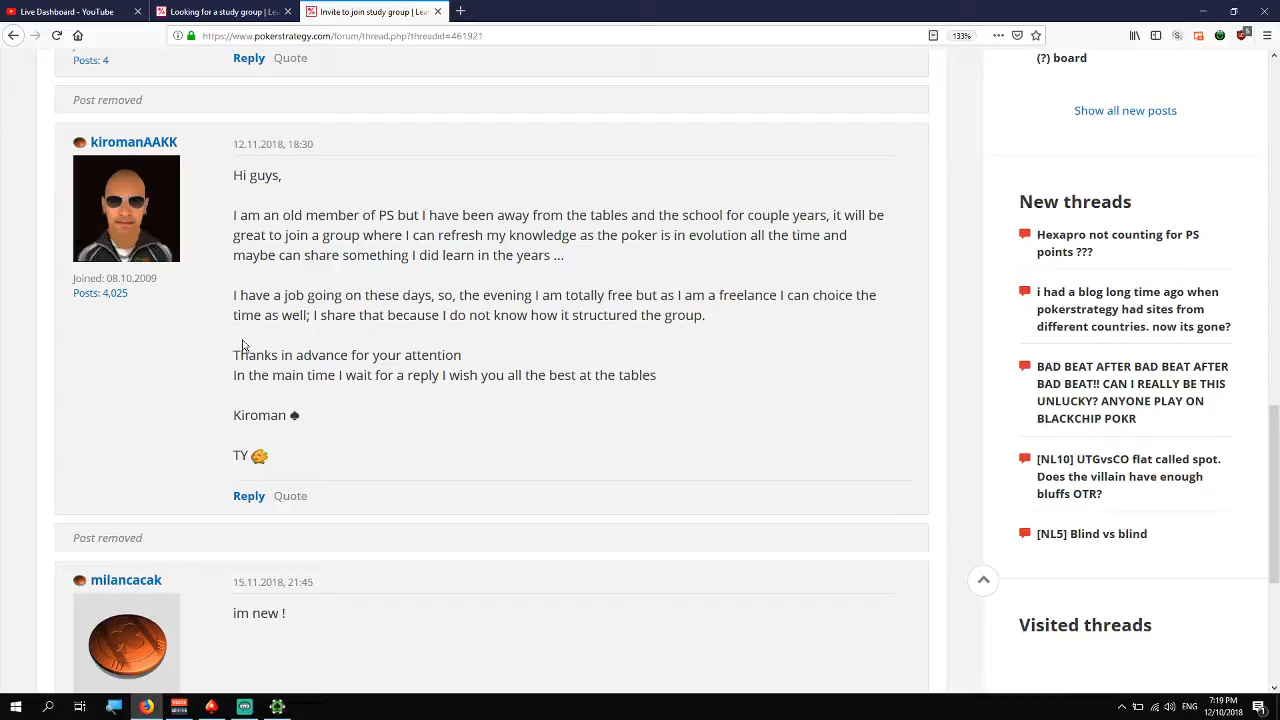 Live Dashboard - YouTube
Looking for a study group | Lea
Invite to join study group | Lea
https://www.pokerstrategy.com/forum/thread.php?threadid=461921
133%
Posts: 4
Reply Quote
Post removed
kiromanAAKK
12.11.2018, 18:30
Hi guys,
I am an old member of PS but I have been away from the tables and the school for couple years, it will be
great to join a group where I can refresh my knowledge as the poker is in evolution all the time and
maybe can share something I did learn in the years ...
Joined: 08.10.2009
Posts: 4,025
I have a job going on these days, so, the evening I am totally free but as I am a freelance I can choice the
time as well; I share that because I do not know how it structured the group.
Thanks in advance for your attention
In the main time I wait for a reply I wish you all the best at the tables
Kiroman ♠
TY
Reply Quote
Post removed
milancacak
15.11.2018, 21:45
im new !
(?) board
Show all new posts
New threads
Hexapro not counting for PS
points ???
i had a blog long time ago when
pokerstrategy had sites from
different countries. now its gone?
BAD BEAT AFTER BAD BEAT AFTER
BAD BEAT!! CAN I REALLY BE THIS
UNLUCKY? ANYONE PLAY ON
BLACKCHIP POKR
[NL10] UTGvsCO flat called spot.
Does the villain have enough
bluffs OTR?
[NL5] Blind vs blind
Visited threads
ENG
7:19 PM
12/10/2018